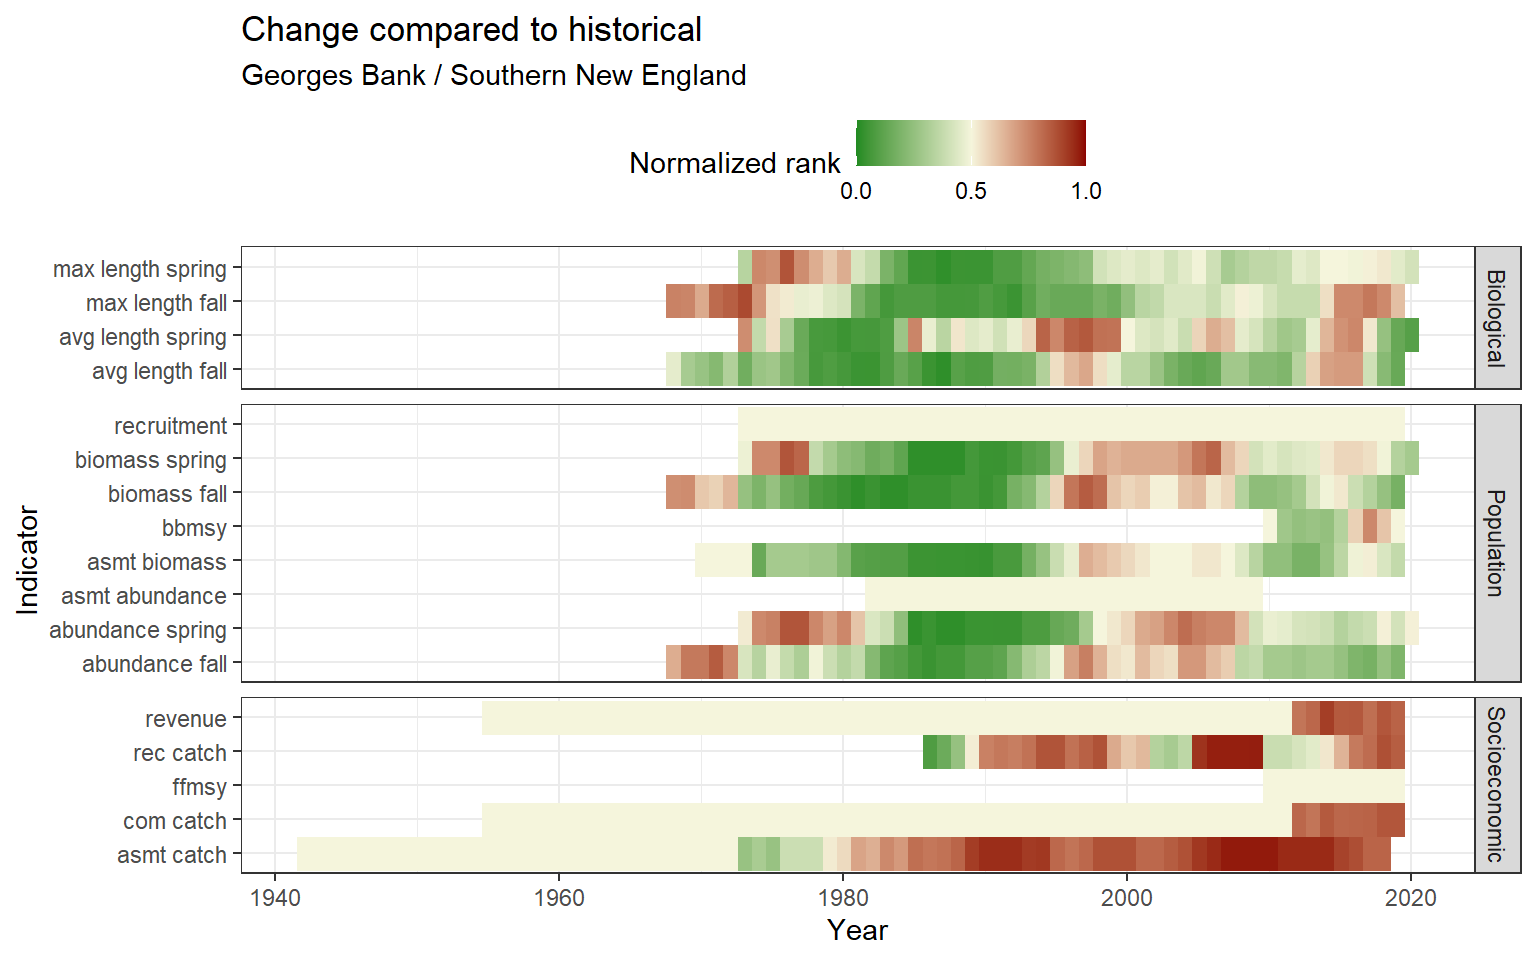 Change compared to historical
Georges Bank / Southern New England
Normalized rank
0.0 0.5 1.0
max length spring
max length fall
avg length spring
avg length fall
Biological
recruitment
biomass spring
biomass fall
bbmsy
asmt biomass
asmt abundance
abundance spring
abundance fall
Population
revenue
rec catch
ffmsy
com catch
asmt catch
Socioeconomic
Indicator
1940 1960 1980 2000 2020
Year